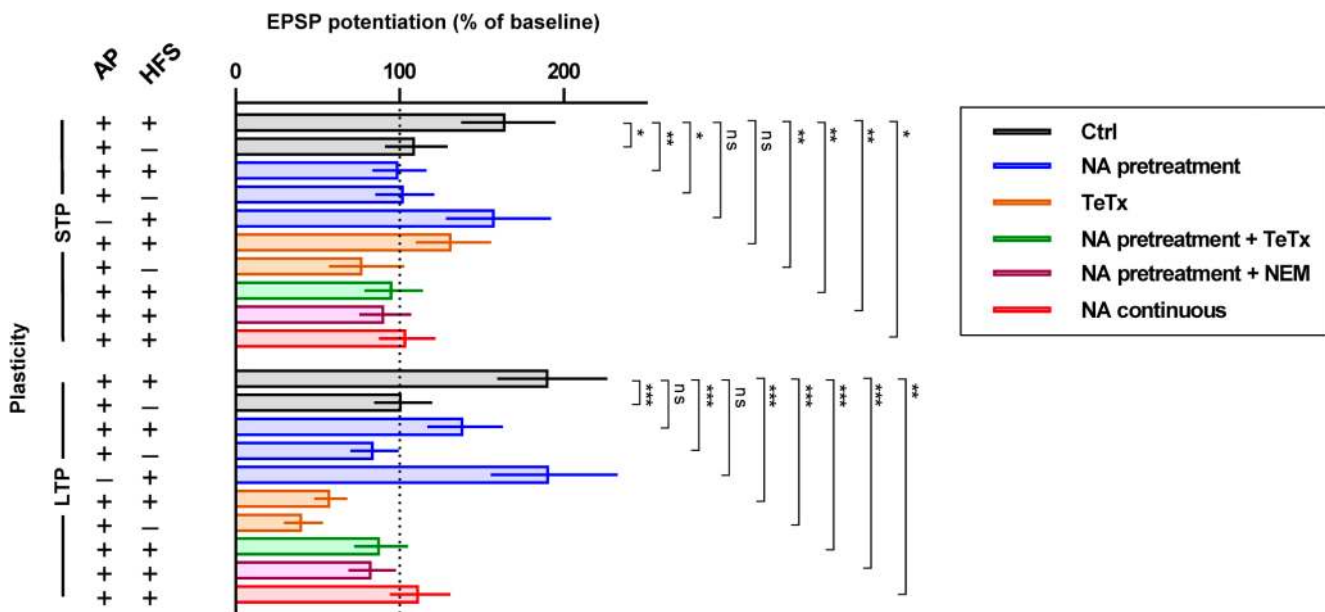 EPSP potentiation (% of baseline)
AP HFS
0 100 200
Plasticity
STP
+ +
+ –
+ +
+ –
– +
+ +
+ –
+ +
+ +
+ +
* ** * ns ns ** ** ** *
LTP
+ +
+ –
+ +
+ –
– +
+ +
+ –
+ +
+ +
+ +
*** ns *** ns *** *** *** *** **
Ctrl
NA pretreatment
TeTx
NA pretreatment + TeTx
NA pretreatment + NEM
NA continuous